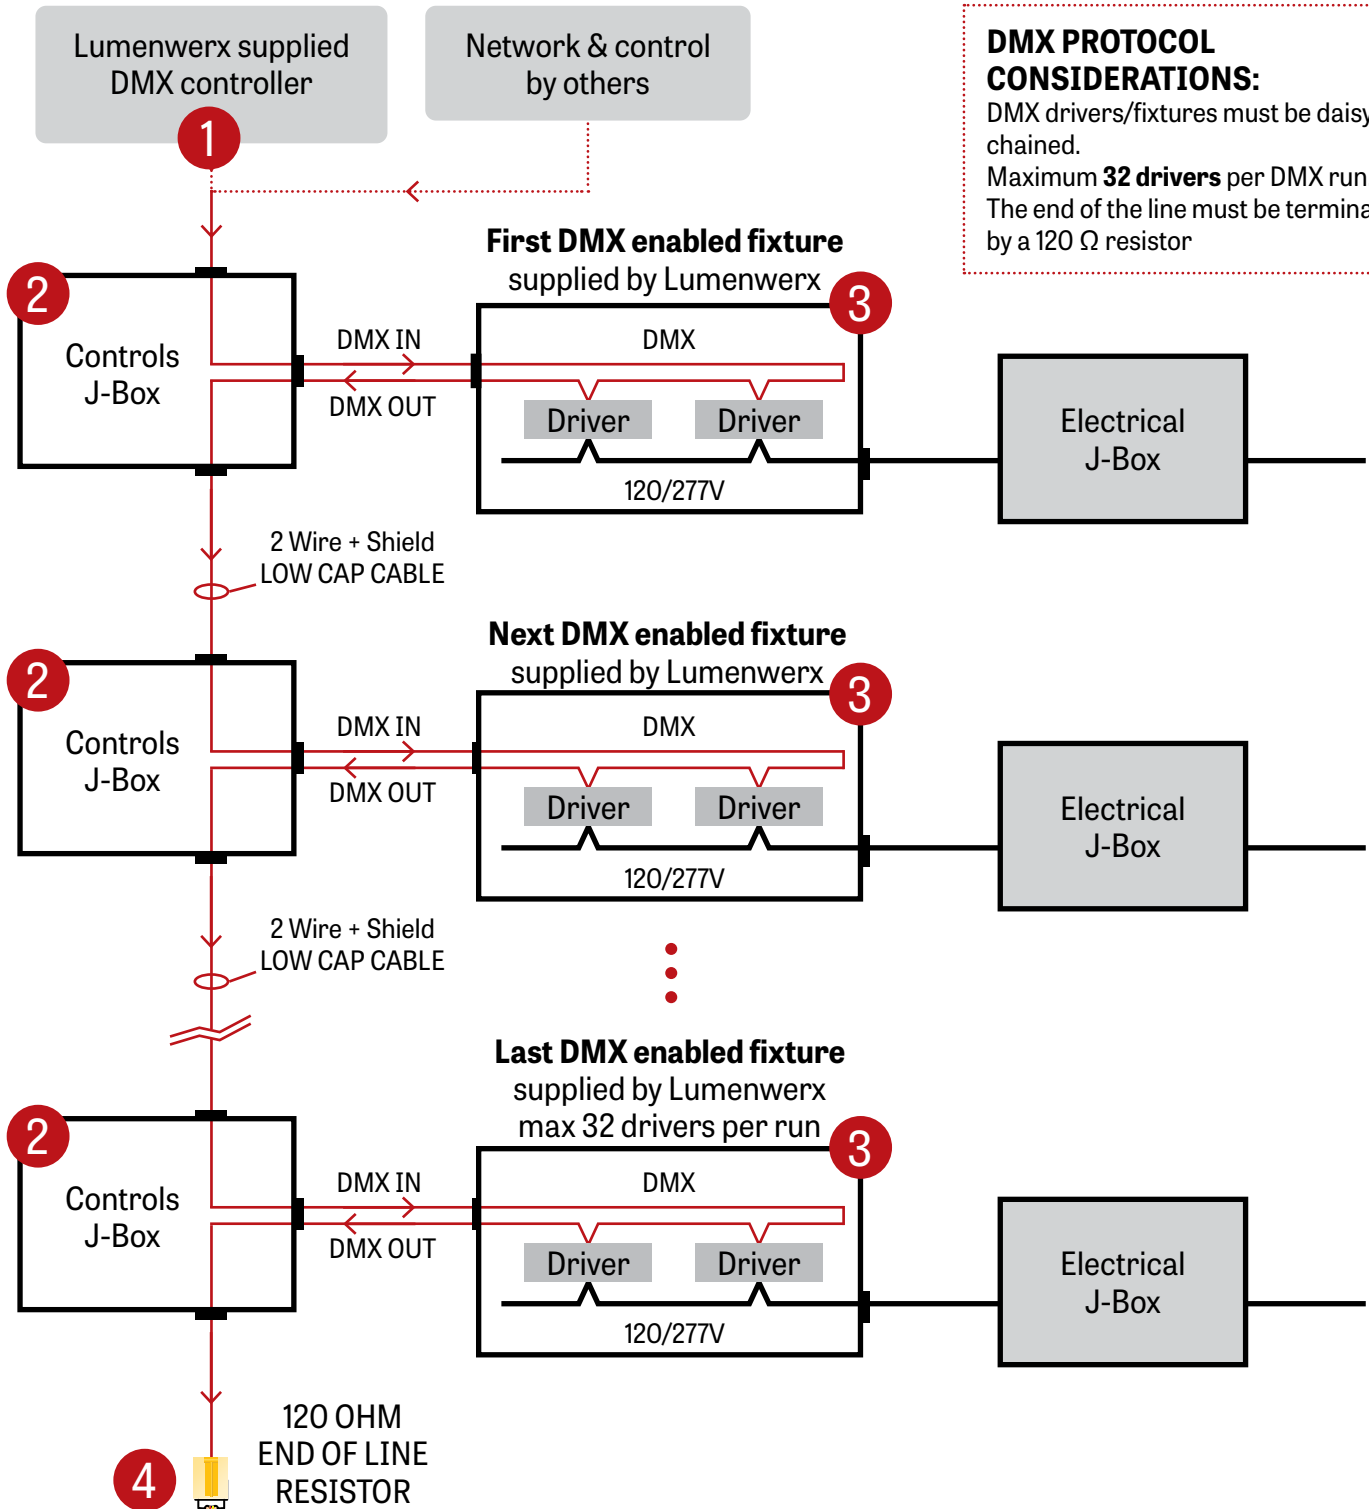 Lumenwerx supplied
DMX controller
1
Network & control
by others
DMX PROTOCOL
CONSIDERATIONS:
DMX drivers/fixtures must be daisy
chained.
Maximum 32 drivers per DMX run
The end of the line must be termina
by a 120 Ω resistor
First DMX enabled fixture
supplied by Lumenwerx
2
Controls
J-Box
DMX IN
DMX OUT
3
DMX
Driver
Driver
120/277V
Electrical
J-Box
2 Wire + Shield
LOW CAP CABLE
Next DMX enabled fixture
supplied by Lumenwerx
2
Controls
J-Box
DMX IN
DMX OUT
3
DMX
Driver
Driver
120/277V
Electrical
J-Box
2 Wire + Shield
LOW CAP CABLE
Last DMX enabled fixture
supplied by Lumenwerx
max 32 drivers per run
2
Controls
J-Box
DMX IN
DMX OUT
3
DMX
Driver
Driver
120/277V
Electrical
J-Box
4
120 OHM
END OF LINE
RESISTOR